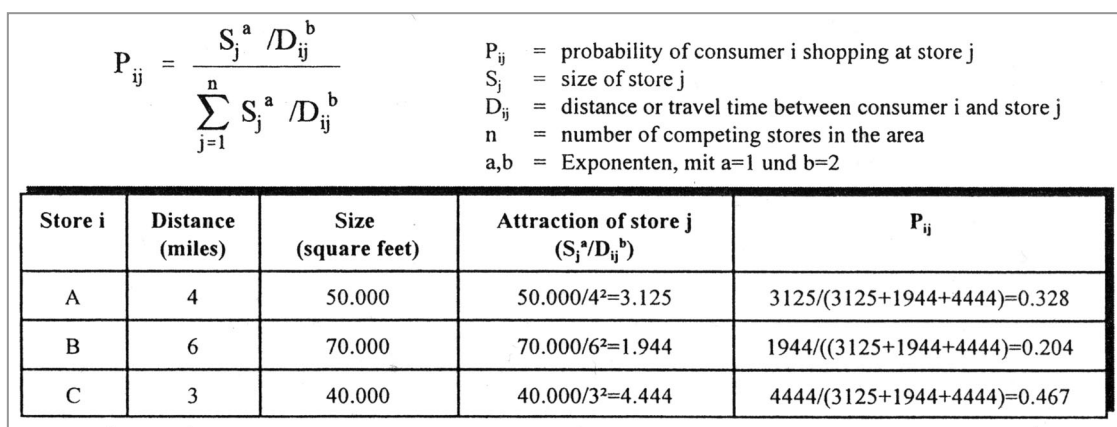 P_ij = S_j^a /D_ij^b / ∑_{j=1}^{n} S_j^a /D_ij^b
P_ij = probability of consumer i shopping at store j
S_j = size of store j
D_ij = distance or travel time between consumer i and store j
n = number of competing stores in the area
a,b = Exponenten, mit a=1 und b=2
Store i Distance (miles) Size (square feet) Attraction of store j (S_j^a/D_ij^b) P_ij
A 4 50.000 50.000/4²=3.125 3125/(3125+1944+4444)=0.328
B 6 70.000 70.000/6²=1.944 1944/((3125+1944+4444)=0.204
C 3 40.000 40.000/3²=4.444 4444/(3125+1944+4444)=0.467